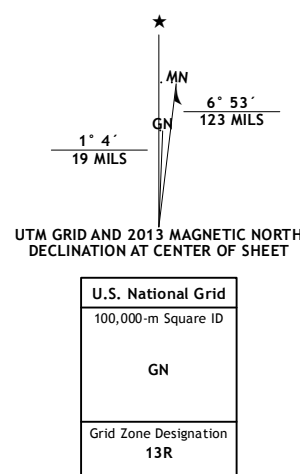 ★
MN
GN
6° 53´
123 MILS
1° 4´
19 MILS
UTM GRID AND 2013 MAGNETIC NORTH
DECLINATION AT CENTER OF SHEET
U.S. National Grid
100,000-m Square ID
GN
Grid Zone Designation
13R